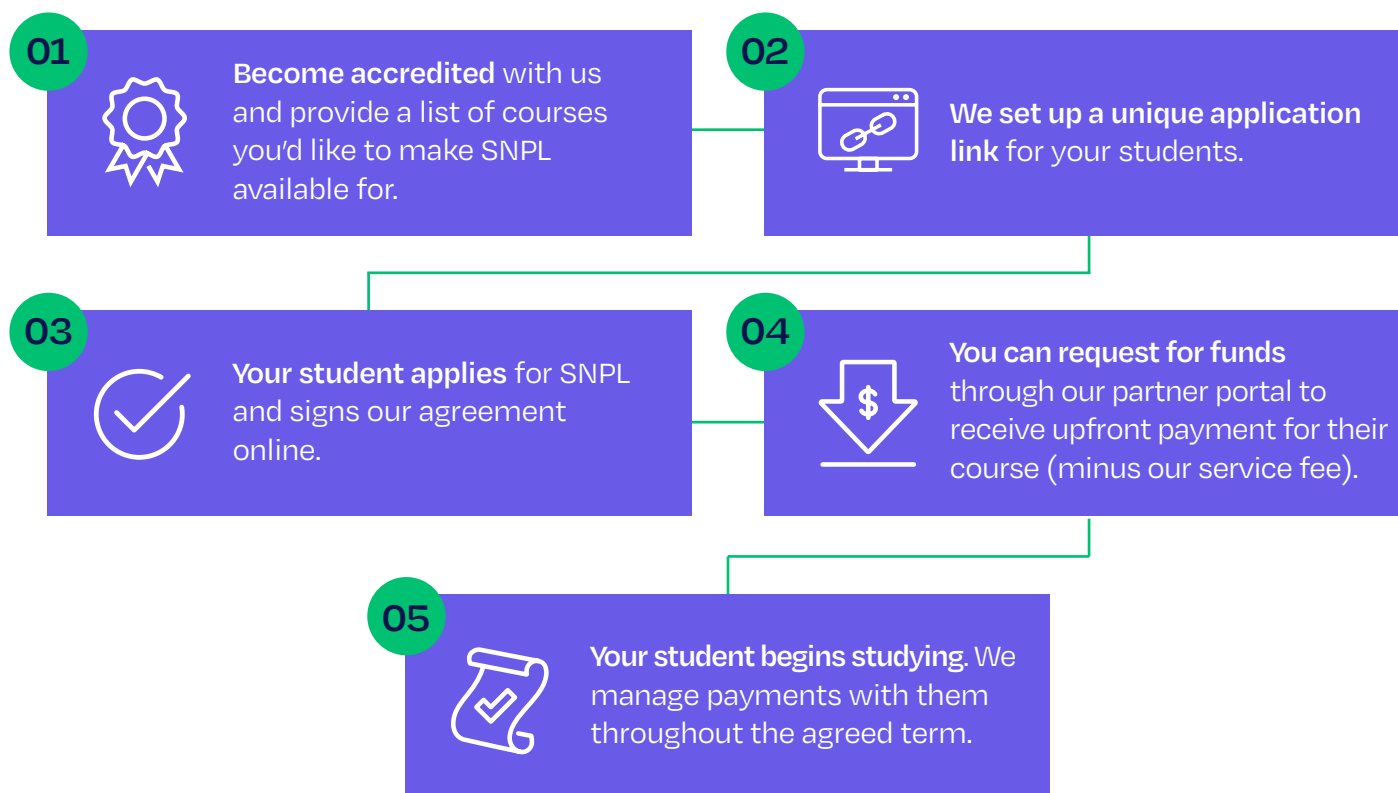 01
Become accredited with us
and provide a list of courses
you'd like to make SNPL
available for.
02
We set up a unique application
link for your students.
03
Your student applies for SNPL
and signs our agreement
online.
04
You can request for funds
through our partner portal to
receive upfront payment for their
course (minus our service fee).
$
05
Your student begins studying. We
manage payments with them
throughout the agreed term.